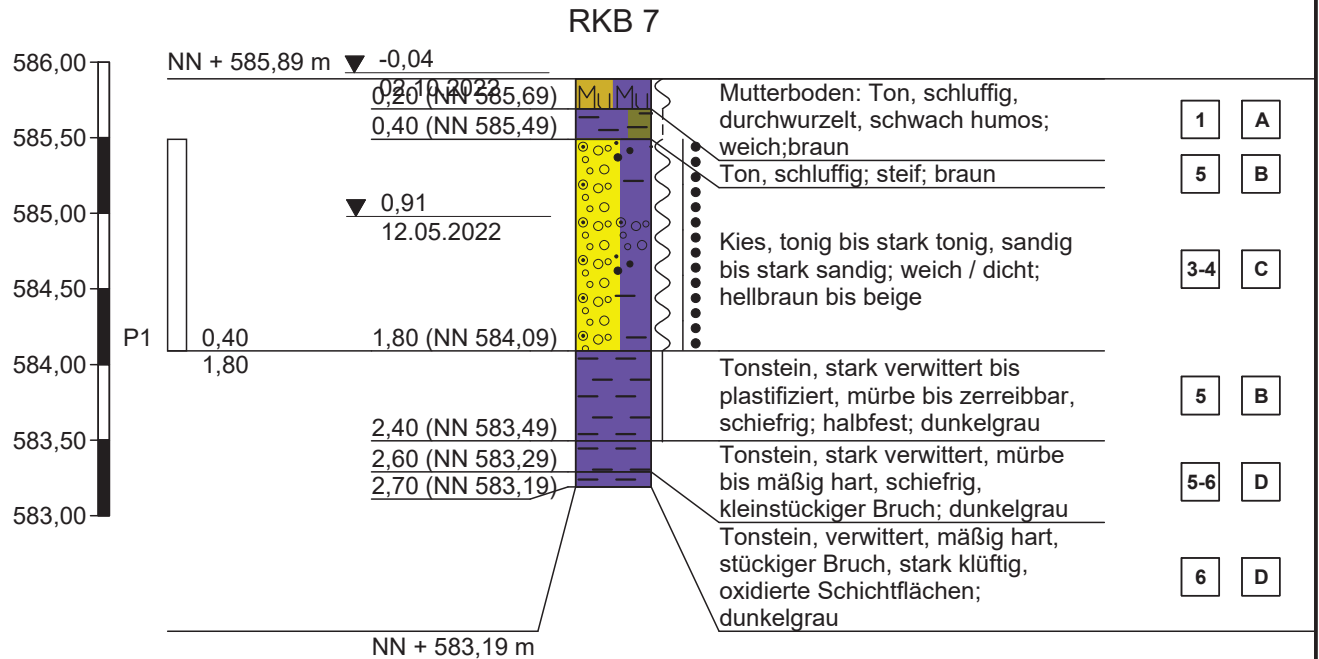 RKB 7
586,00
585,50
585,00
584,50
584,00
583,50
583,00
NN + 585,89 m
-0,04
02.10.2022
0,20 (NN 585,69)
0,40 (NN 585,49)
0,91
12.05.2022
P1
0,40
1,80
1,80 (NN 584,09)
2,40 (NN 583,49)
2,60 (NN 583,29)
2,70 (NN 583,19)
NN + 583,19 m
Mutterboden: Ton, schluffig,
durchwurzelt, schwach humos;
weich;braun
1 A
Ton, schluffig; steif; braun
5 B
Kies, tonig bis stark tonig, sandig
bis stark sandig; weich / dicht;
hellbraun bis beige
3-4 C
Tonstein, stark verwittert bis
plastifiziert, mürbe bis zerreibbar,
schiefrig; halbfest; dunkelgrau
5 B
Tonstein, stark verwittert, mürbe
bis mäßig hart, schiefrig,
kleinstückiger Bruch; dunkelgrau
5-6 D
Tonstein, verwittert, mäßig hart,
stückiger Bruch, stark klüftig,
oxidierte Schichtflächen;
dunkelgrau
6 D